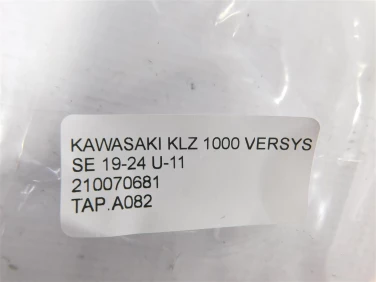 KAWASAKI KLZ 1000 VERSYS
SE 19-24 U-11
210070681
TAP.A082